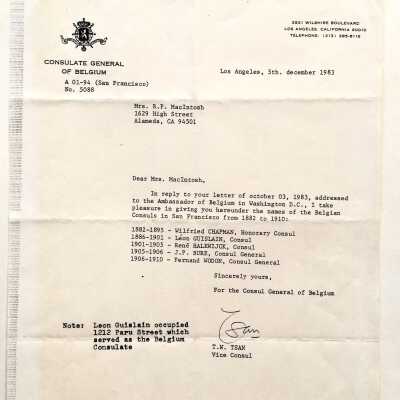 CONSULATE GENERAL
OF BELGIUM
A 01-94 (San Francisco)
No. 5088
3921 WILSHIRE BOULEVARD
LOS ANGELES, CALIFORNIA 90010
TELEPHONE: (213)
Los Angeles, 5th. december 1983
Mrs. R.P. MacIntosh
1629 High Street
Alameda, CA 94501
Dear Mrs. MacIntosh,
In reply to your letter of october 03, 1983, addressed
to the Ambassador of Belgium in Washington D.C., I take
pleasure in giving you hereunder the names of the Belgian
Consuls in San Francisco from 1882 to 1910:
1882-1895 - Wilfried CHAPMAN, Honorary Consul
1886-1901 - Léon GUISLAIN, Consul
1901-1903 - René HALEWIJCK, Consul
1905-1906 - J.P. BURE, Consul General
1906-1910 - Fernand WODON, Consul General
Sincerely yours,
For the Consul General of Belgium
Note: Leon Guislain occupied
1212 Paru Street which
served as the Belgium
Consulate
T.W. TSAN
Vice Consul